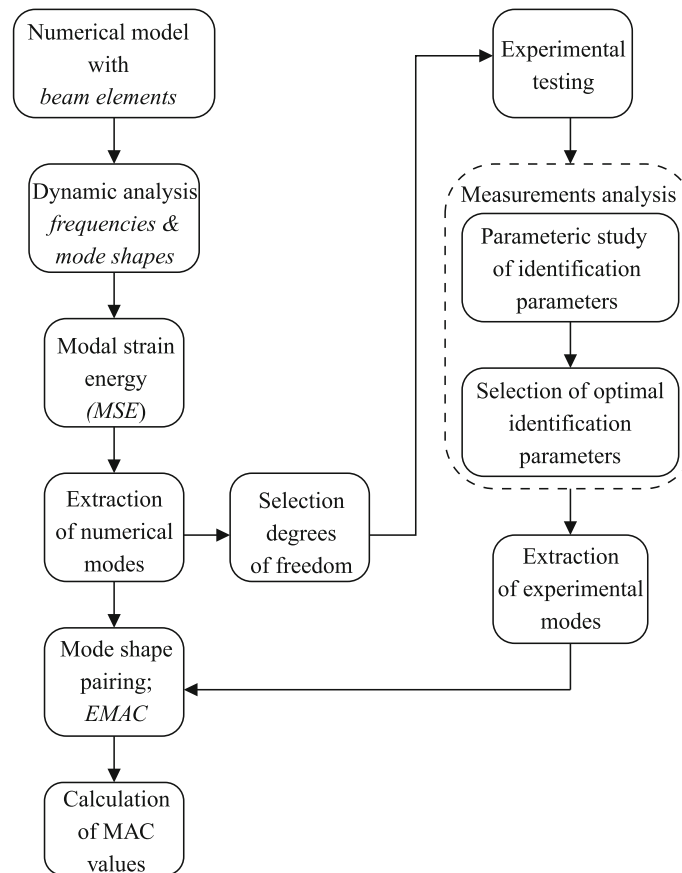 Numerical model
with
beam elements
Dynamic analysis
frequencies &
mode shapes
Modal strain
energy
(MSE)
Extraction
of numerical
modes
Selection
degrees
of freedom
Mode shape
pairing;
EMAC
Calculation
of MAC
values
Experimental
testing
Measurements analysis
Parameteric study
of identification
parameters
Selection of optimal
identification
parameters
Extraction
of experimental
modes